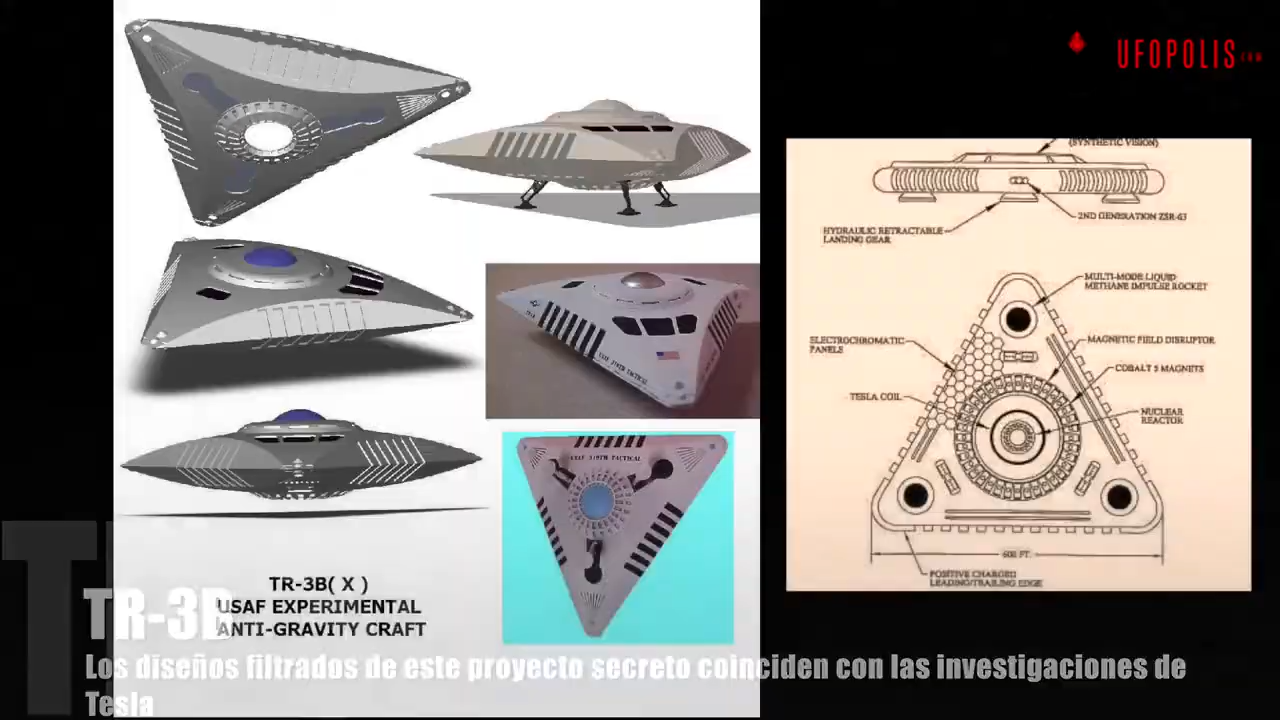 UFOPOLIS
(SYNTHETIC VISION)
2ND GENERATION ZSR-63
HYDRAULIC RETRACTABLE
LANDING GEAR
MULTI-MODE LIQUID
METHANE IMPULSE ROCKET
ELECTROCHROMATIC
PANELS
MAGNETIC FIELD DISRUPTOR
COBALT 5 MAGNETS
TESLA COIL
NUCLEAR
REACTOR
USAF TACTICAL
600 FT.
POSITIVE CHARGED
LEADING/TRAILING EDGE
TR-3B( X )
USAF EXPERIMENTAL
ANTI-GRAVITY CRAFT
TR-3B
Los diseños filtrados de este proyecto secreto coinciden con las investigaciones de
Tesla